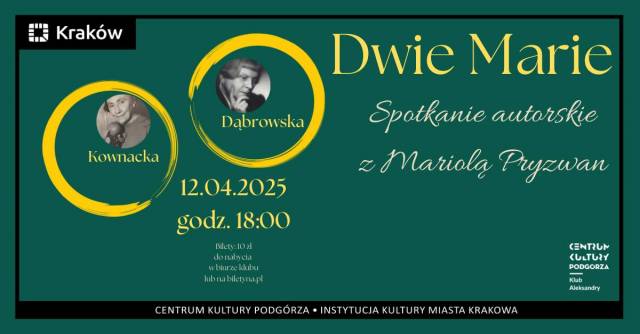 Kraków
Dwie Marie
Spotkanie autorskie
z Mariolą Pryzwan
Kownacka
Dąbrowska
12.04.2025
godz. 18:00
Bilety: 10 zł
do nabycia
w biurze klubu
lub na biletyna.pl
CENTRUM
KULTURY
PODGÓRZA
Klub
Aleksandry
CENTRUM KULTURY PODGÓRZA • INSTYTUCJA KULTURY MIASTA KRAKOWA